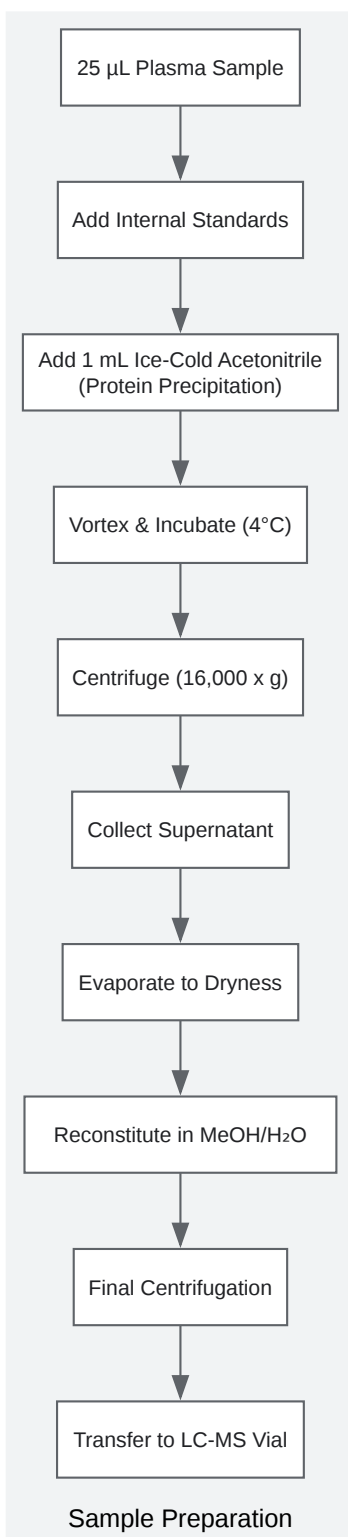 25 µL Plasma Sample
Add Internal Standards
Add 1 mL Ice-Cold Acetonitrile
(Protein Precipitation)
Vortex & Incubate (4°C)
Centrifuge (16,000 x g)
Collect Supernatant
Evaporate to Dryness
Reconstitute in MeOH/H₂O
Final Centrifugation
Transfer to LC-MS Vial
Sample Preparation